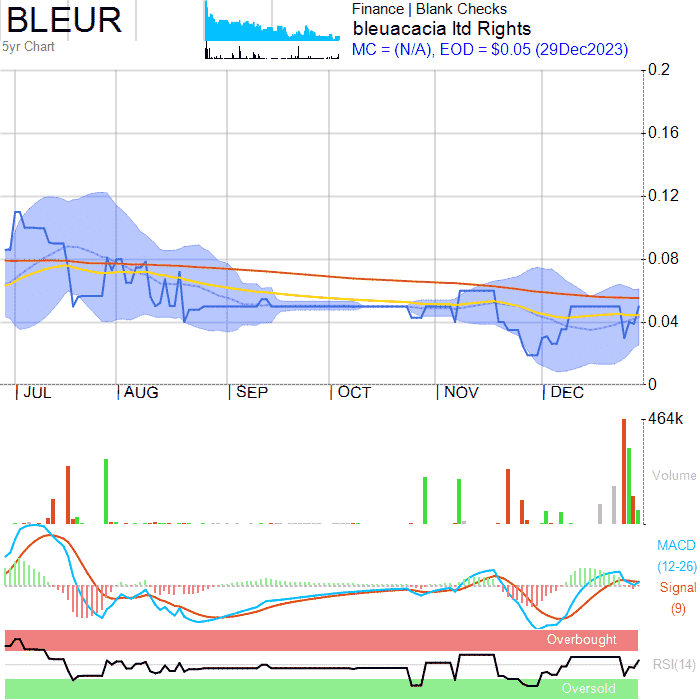 BLEUR
5yr Chart
Finance | Blank Checks
bleuacacia ltd Rights
MC = (N/A), EOD = $0.05 (29Dec2023)
0.2
0.16
0.12
0.08
0.04
0
JUL AUG SEP OCT NOV DEC
464k
Volume
MACD
(12-26)
Signal
(9)
Overbought
RSI(14)
Oversold